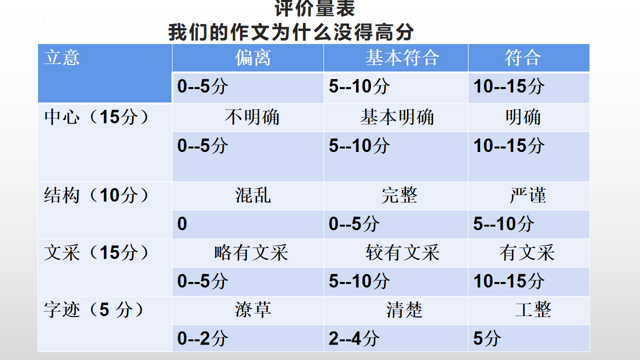 评价量表
我们的作文为什么没得高分
立意 偏离 基本符合 符合
0--5分 5--10分 10--15分
中心（15分） 不明确 基本明确 明确
0--5分 5--10分 10--15分
结构（10分） 混乱 完整 严谨
0 0--5分 5--10分
文采（15分） 略有文采 较有文采 有文采
0--5分 5--10分 10--15分
字迹（5 分） 潦草 清楚 工整
0--2分 2--4分 5分